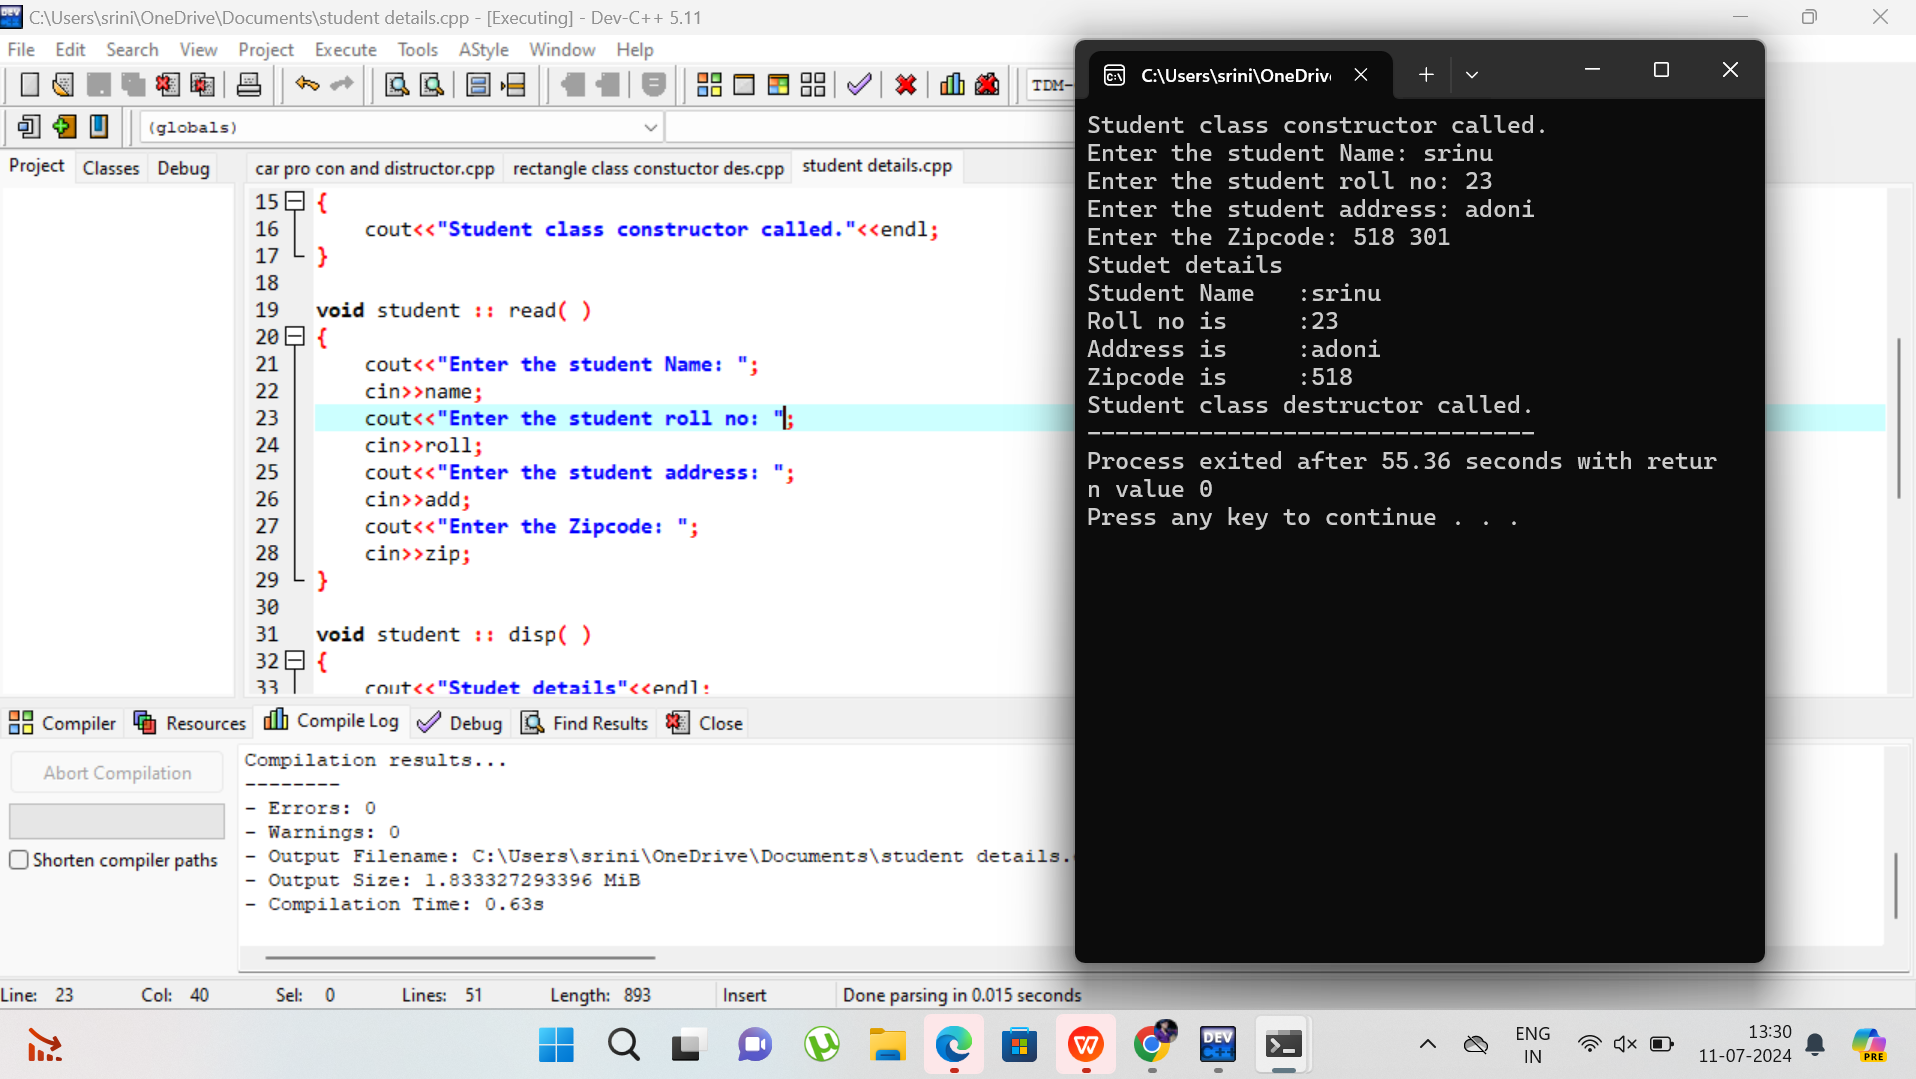 C:\Users\srini\OneDrive\Documents\student details.cpp - [Executing] - Dev-C++ 5.11
File Edit Search View Project Execute Tools AStyle Window Help
TDM-
(globals)
Project Classes Debug
car pro con and distructor.cpp rectangle class constuctor des.cpp student details.cpp
15 {
16 cout<<"Student class constructor called."<<endl;
17 }
18
19 void student :: read( )
20 {
21 cout<<"Enter the student Name: ";
22 cin>>name;
23 cout<<"Enter the student roll no: ";
24 cin>>roll;
25 cout<<"Enter the student address: ";
26 cin>>add;
27 cout<<"Enter the Zipcode: ";
28 cin>>zip;
29 }
30
31 void student :: disp( )
32 {
33 cout<<"Studet details"<<endl;
C:\Users\srini\OneDriv
Student class constructor called.
Enter the student Name: srinu
Enter the student roll no: 23
Enter the student address: adoni
Enter the Zipcode: 518 301
Studet details
Student Name :srinu
Roll no is :23
Address is :adoni
Zipcode is :518
Student class destructor called.
--------------------------------
Process exited after 55.36 seconds with retur
n value 0
Press any key to continue . . .
Compiler Resources Compile Log Debug Find Results Close
Abort Compilation
Shorten compiler paths
Compilation results...
--------
- Errors: 0
- Warnings: 0
- Output Filename: C:\Users\srini\OneDrive\Documents\student details.
- Output Size: 1.833327293396 MiB
- Compilation Time: 0.63s
Line: 23 Col: 40 Sel: 0 Lines: 51 Length: 893 Insert Done parsing in 0.015 seconds
DEV
C++
ENG
IN
13:30
11-07-2024
PRE